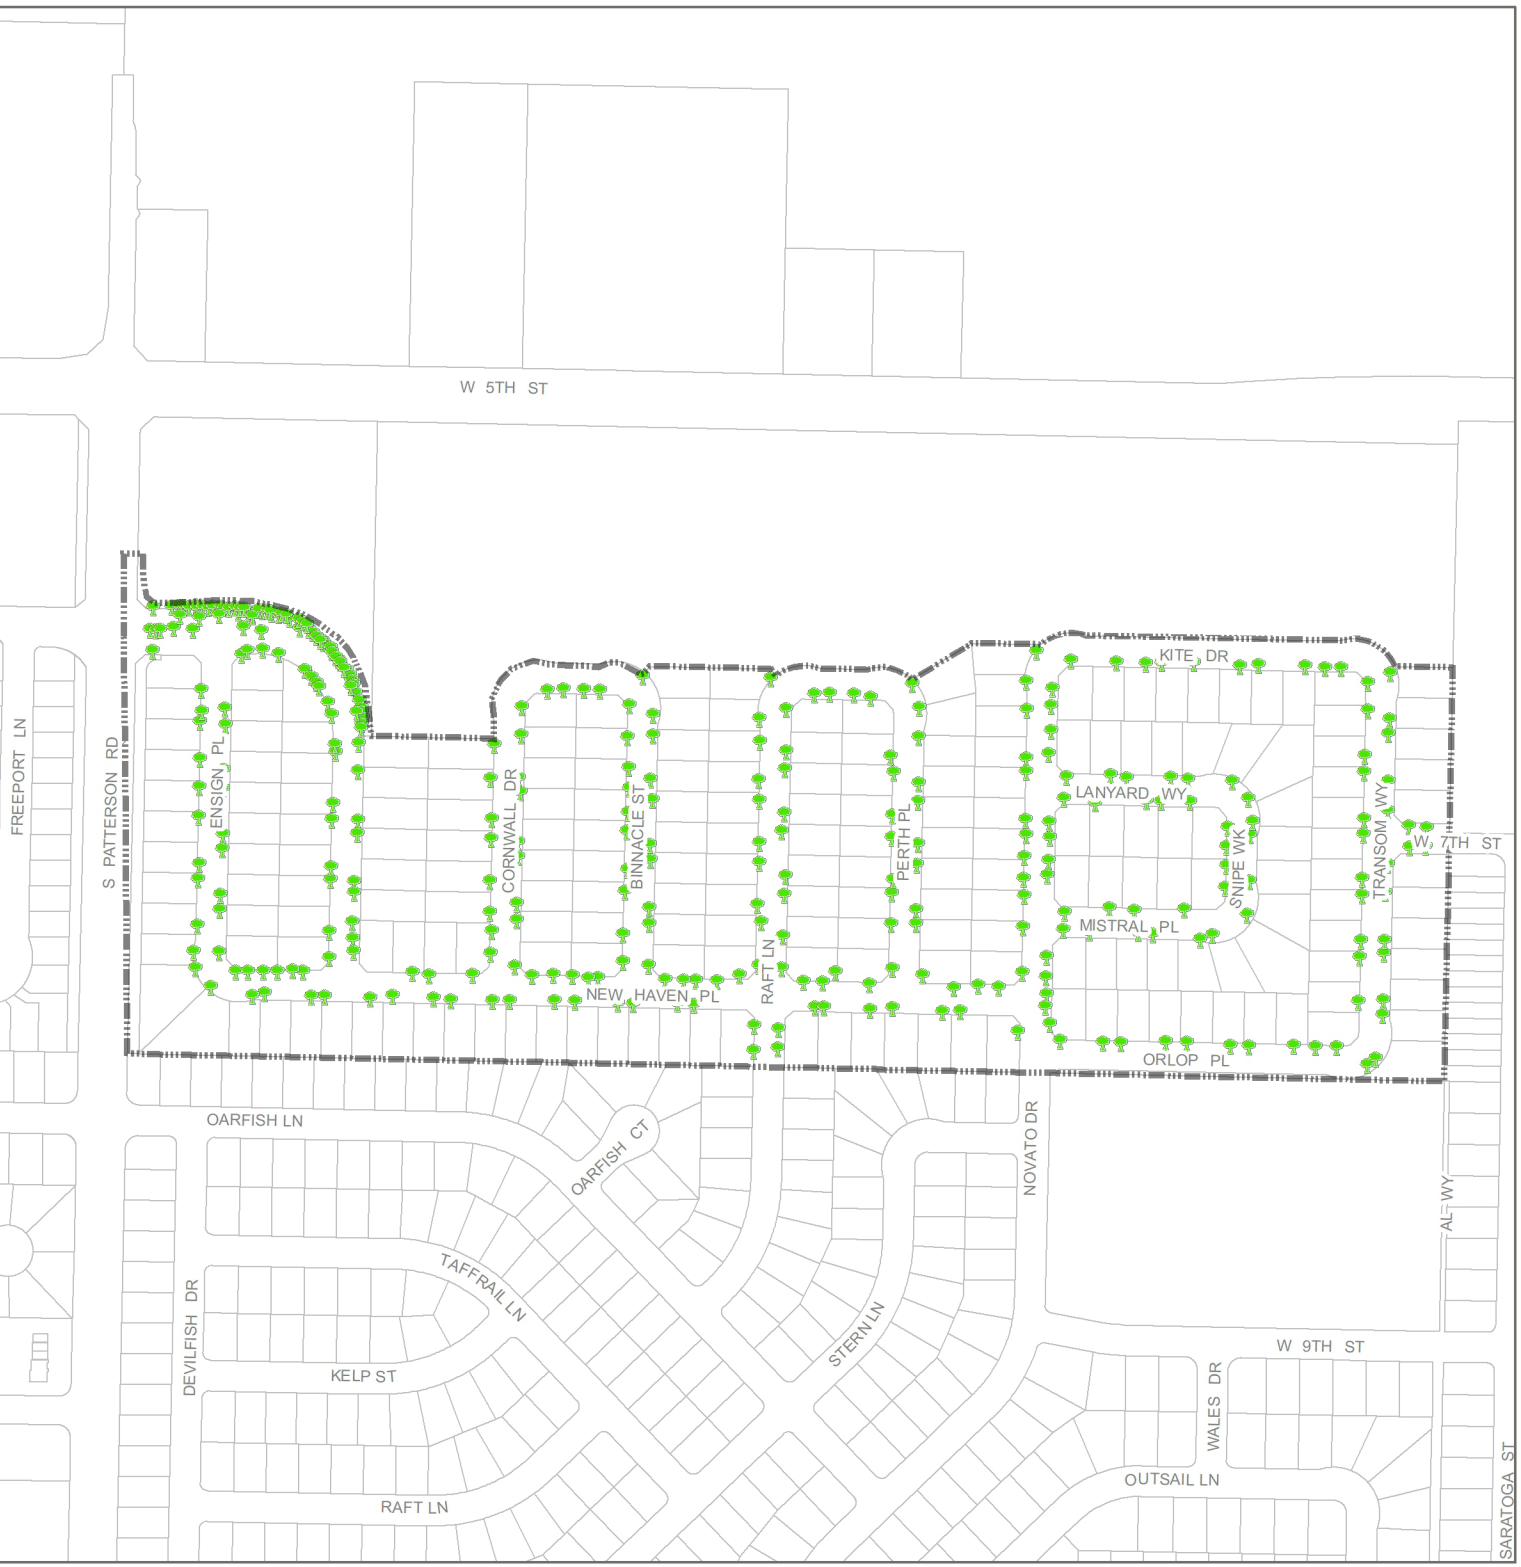 W 5TH ST
KITE DR
FREEPORT LN
S PATTERSON RD
ENSIGN PL
CORNWALL DR
BINNACLE ST
PERTH PL
LANYARD WY
SNIPE WK
TRANSOM WY
W 7TH ST
MISTRAL PL
RAFT LN
NEW HAVEN PL
ORLOP PL
OARFISH LN
OARFISH CT
NOVATO DR
AL WY
TAFFRAIL LN
DEVILFISH DR
STERN LN
W 9TH ST
KELP ST
WALES DR
OUTSAIL LN
RAFT LN
SARATOGA ST